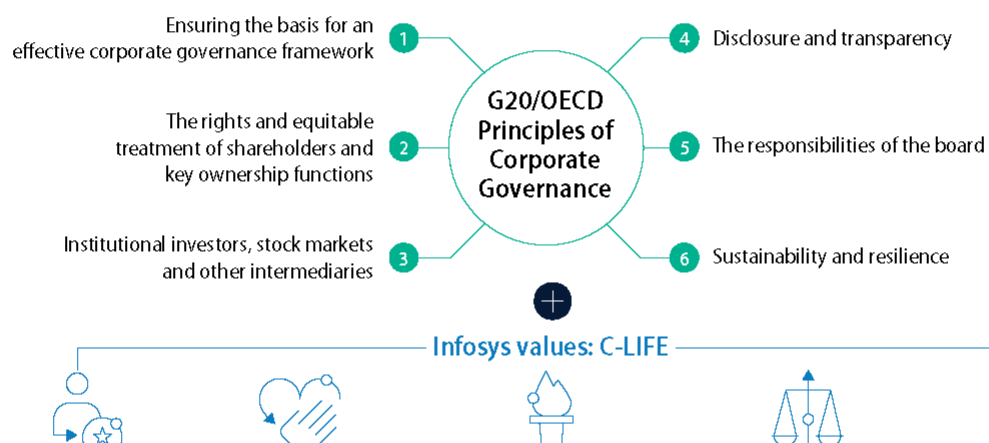 Ensuring the basis for an
effective corporate governance framework
1
The rights and equitable
treatment of shareholders and
key ownership functions
2
Institutional investors, stock markets
and other intermediaries
3
G20/OECD
Principles of
Corporate
Governance
4
Disclosure and transparency
5
The responsibilities of the board
6
Sustainability and resilience
Infosys values: C-LIFE